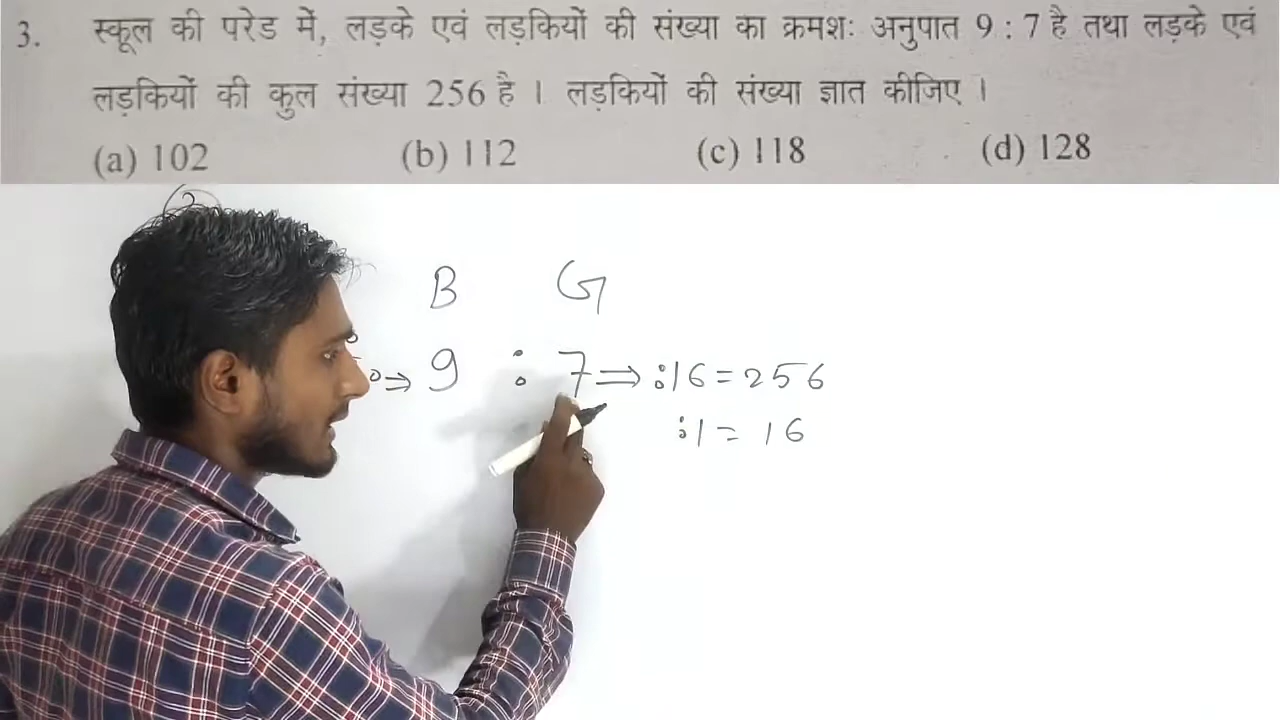 3. स्कूल की परेड में, लड़के एवं लड़कियों की संख्या का क्रमशः अनुपात 9 : 7 है तथा लड़के एवं
लड़कियों की कुल संख्या 256 है । लड़कियों की संख्या ज्ञात कीजिए ।
(a) 102 (b) 112 (c) 118 (d) 128
B G
⇒ 9 : 7 ⇒ :16 = 256
:1 = 16